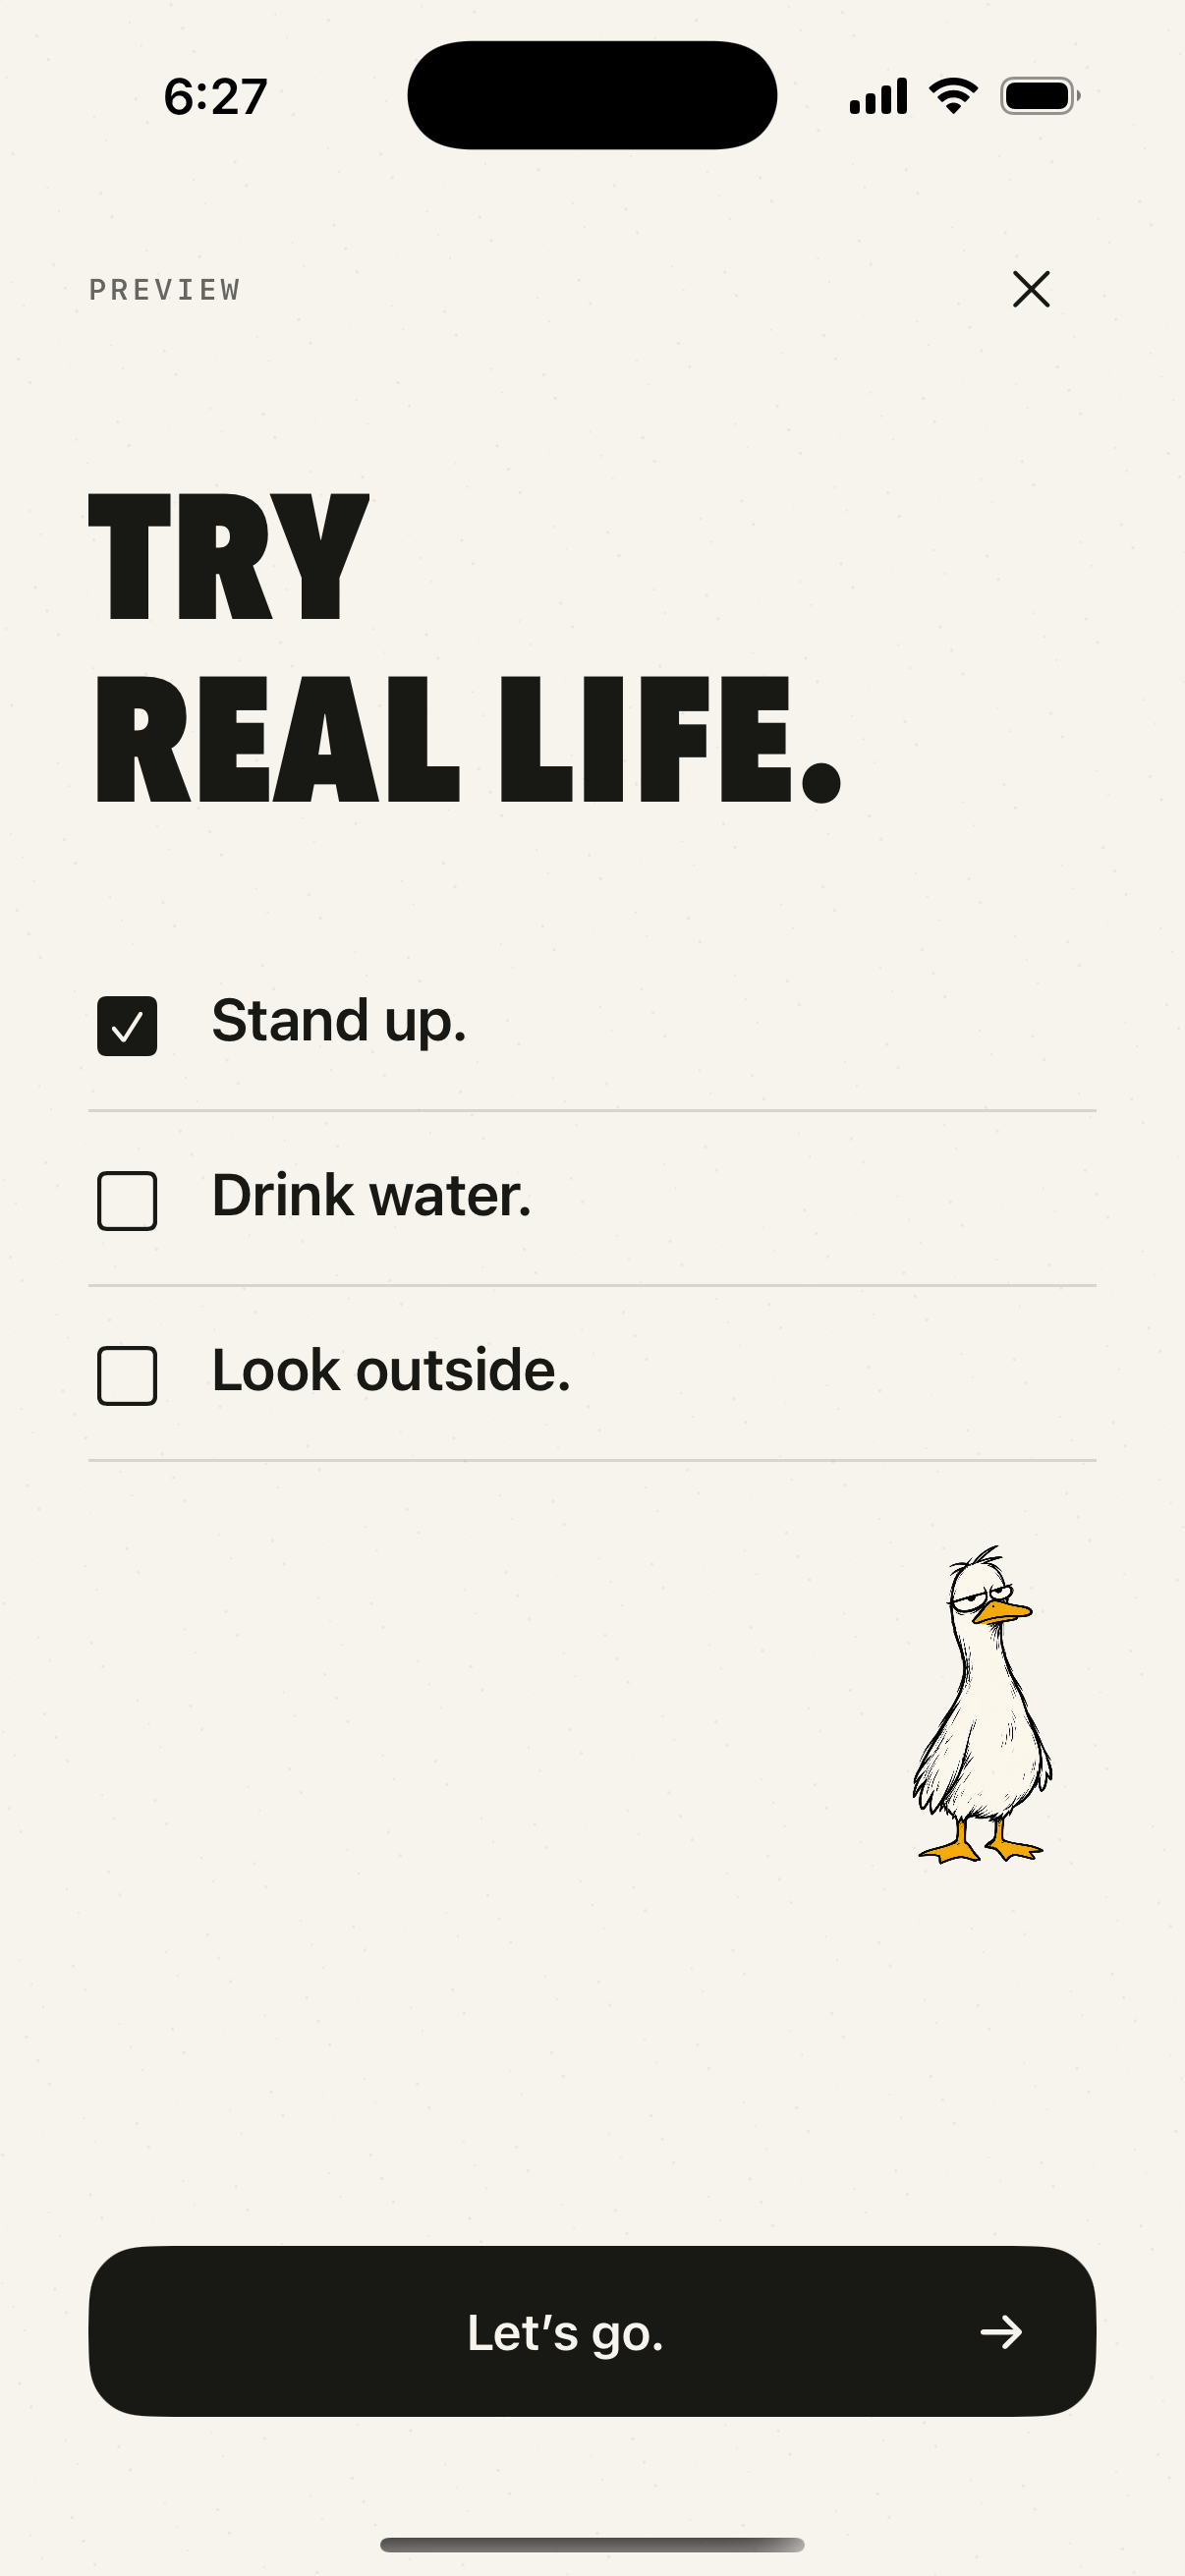 6:27
PREVIEW
TRY
REAL LIFE.
Stand up.
Drink water.
Look outside.
Let’s go.